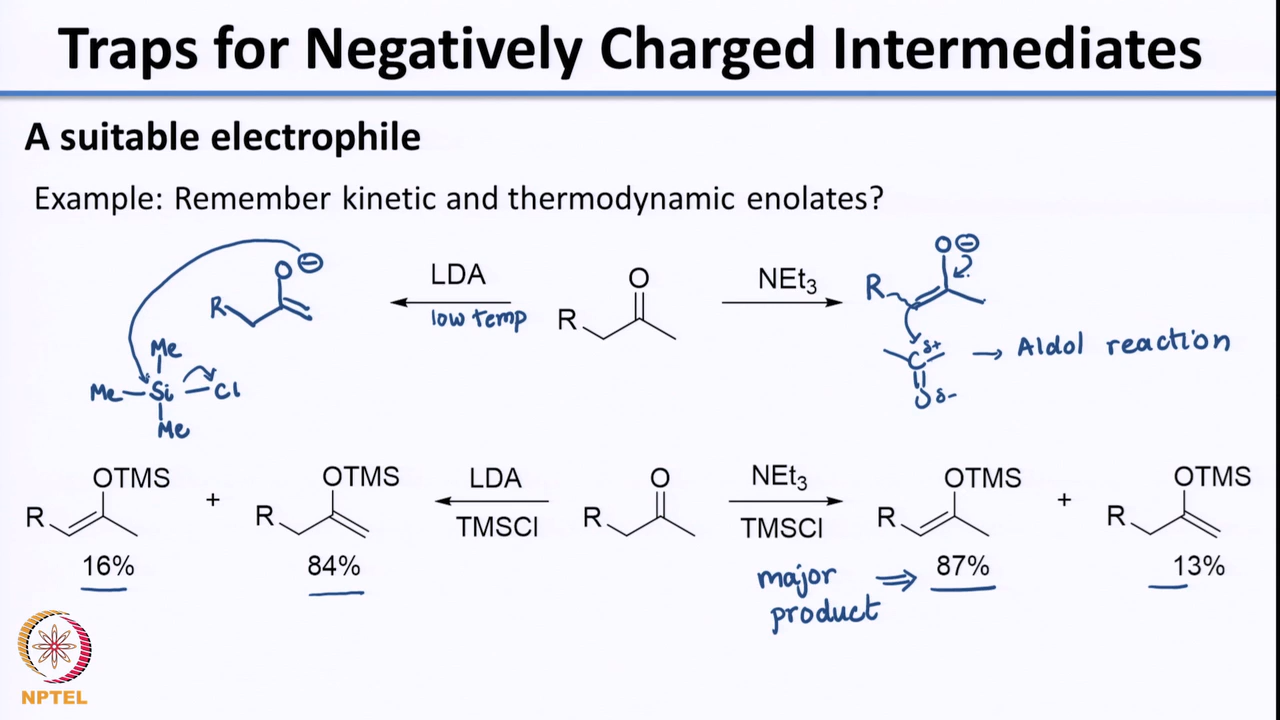 Traps for Negatively Charged Intermediates
A suitable electrophile
Example: Remember kinetic and thermodynamic enolates?
O ⊖
R
LDA
low temp
O
R
NEt3
O ⊖
R
Me
Me–Si–Cl
Me
C δ+
O δ-
→ Aldol reaction
OTMS
R
16%
+
OTMS
R
84%
LDA
TMSCl
O
R
NEt3
TMSCl
major ⇒
product
OTMS
R
87%
+
OTMS
R
13%
NPTEL